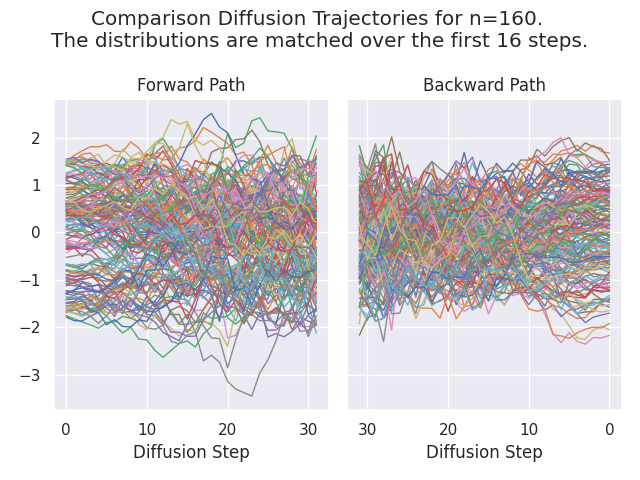 Comparison Diffusion Trajectories for n=160.
The distributions are matched over the first 16 steps.
Forward Path
Backward Path
2
1
0
−1
−2
−3
0 10 20 30
30 20 10 0
Diffusion Step
Diffusion Step